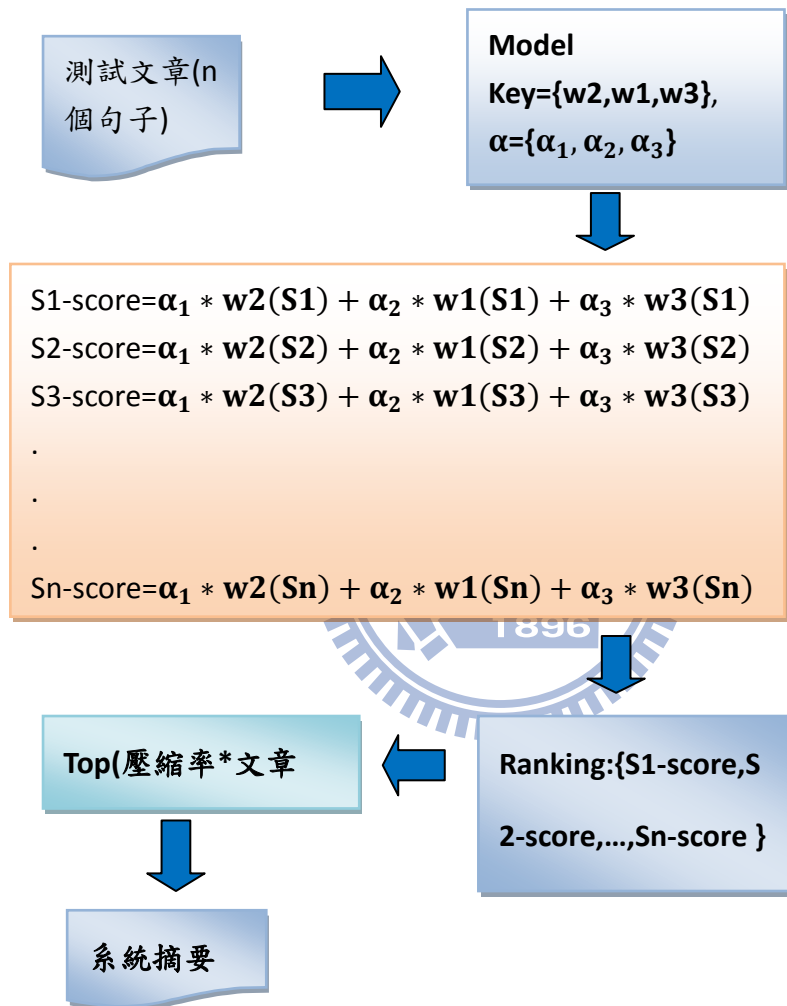 測試文章(n
個句子)
Model
Key={w2,w1,w3},
α={α₁, α₂, α₃}
S1-score=α₁ * w2(S1) + α₂ * w1(S1) + α₃ * w3(S1)
S2-score=α₁ * w2(S2) + α₂ * w1(S2) + α₃ * w3(S2)
S3-score=α₁ * w2(S3) + α₂ * w1(S3) + α₃ * w3(S3)
.
.
.
Sn-score=α₁ * w2(Sn) + α₂ * w1(Sn) + α₃ * w3(Sn)
1896
Top(壓縮率*文章
Ranking:{S1-score,S
2-score,...,Sn-score }
系統摘要